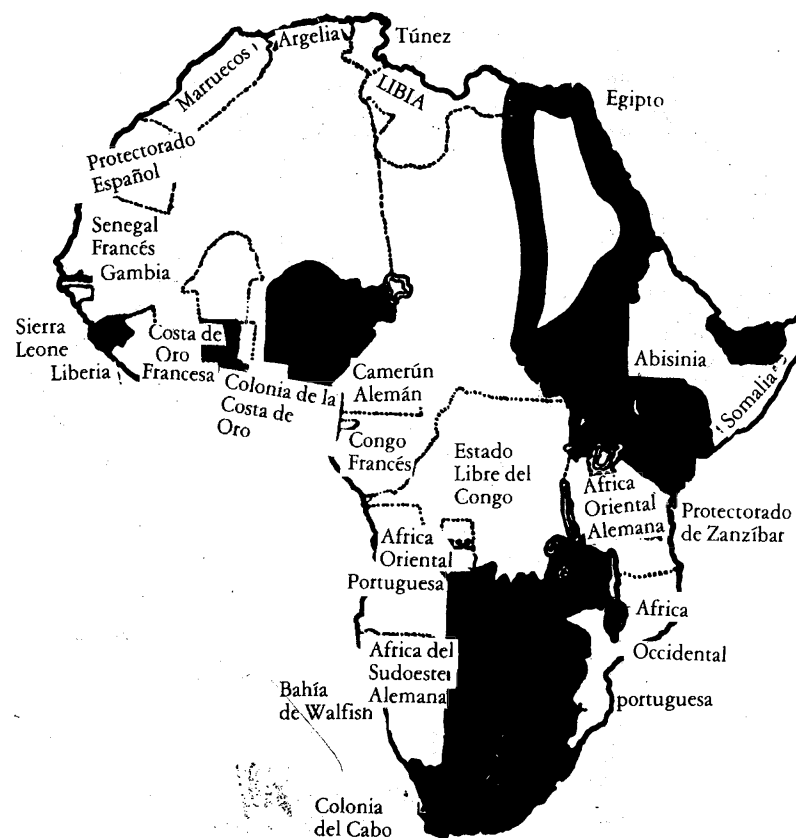 Argelia
Túnez
Marruecos
LIBIA
Egipto
Protectorado
Español
Senegal
Francés
Gambia
Sierra
Leone
Liberia
Costa de
Oro
Francesa
Colonia de la
Costa de
Oro
Camerún
Alemán
Abisinia
Somalia
Congo
Francés
Estado
Libre del
Congo
Africa
Oriental
Alemana
Protectorado
de Zanzíbar
Africa
Oriental
Portuguesa
Africa
Occidental
portuguesa
Africa del
Sudoeste
Alemana
Bahía
de Walfish
Colonia
del Cabo